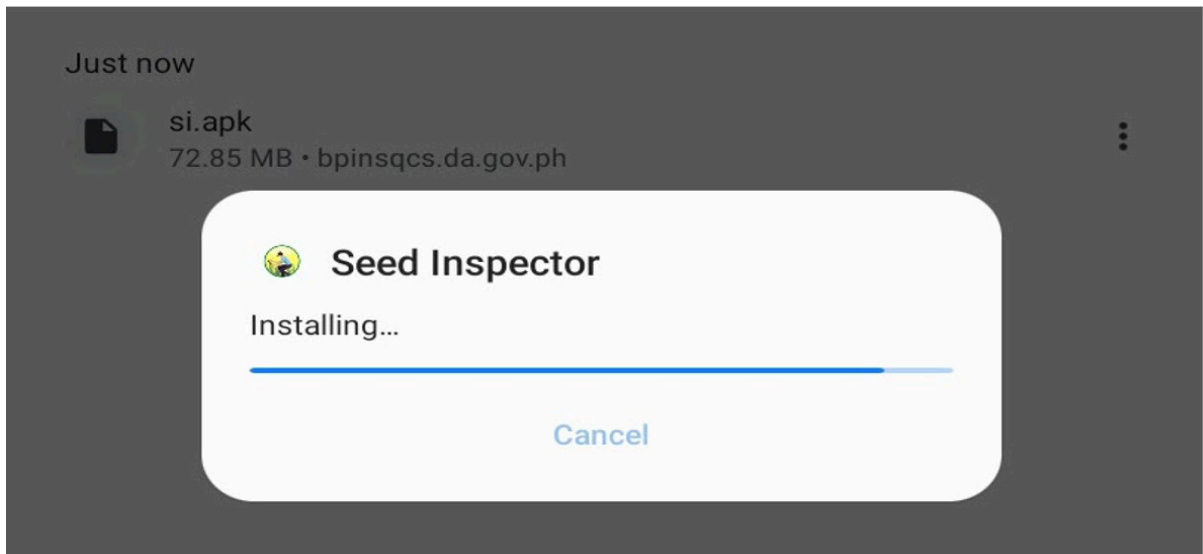 Just now
si.apk
72.85 MB • bpinsqcs.da.gov.ph
Seed Inspector
Installing...
Cancel